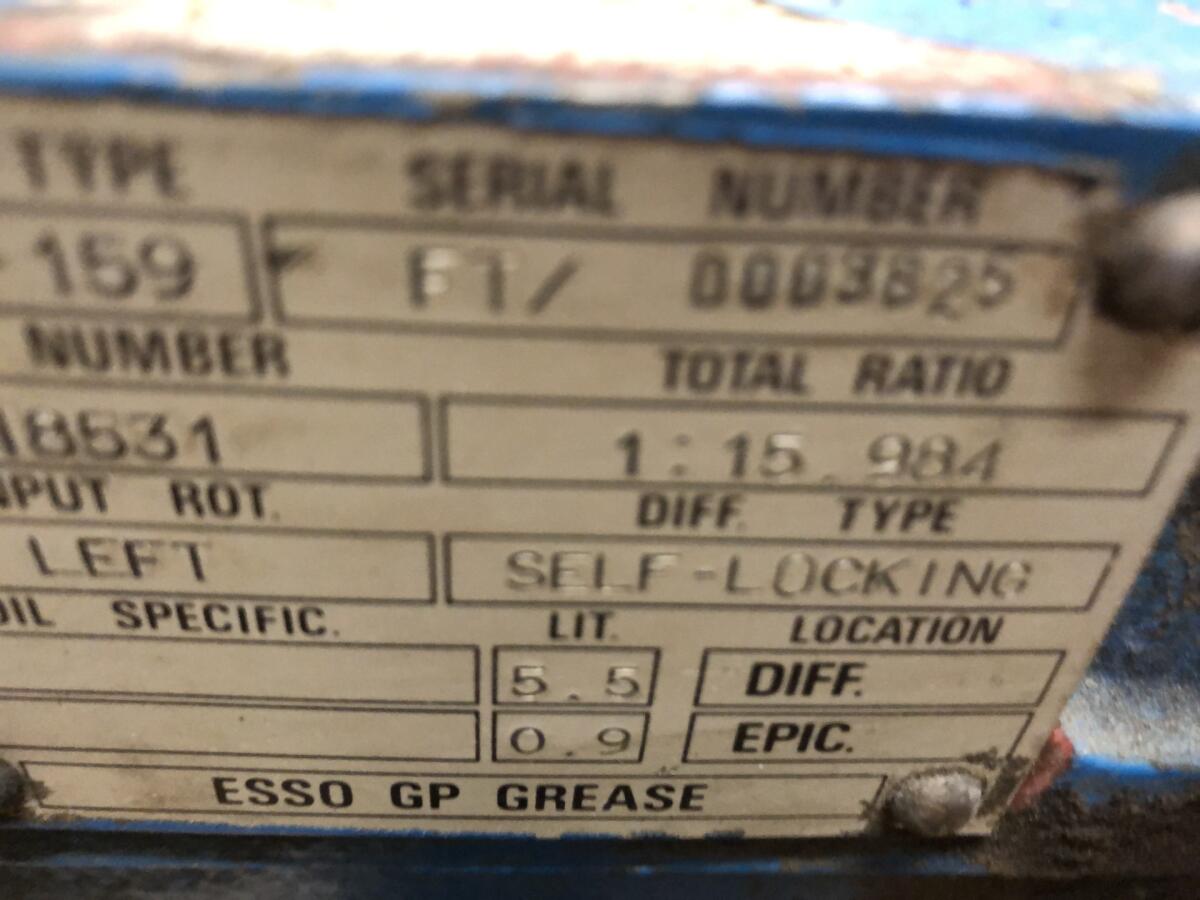 TYPE SERIAL NUMBER
159 FT/ 0003825
NUMBER TOTAL RATIO
18531 1:15.984
INPUT ROT. DIFF. TYPE
LEFT SELF-LOCKING
OIL SPECIFIC. LIT. LOCATION
5.5 DIFF.
0.9 EPIC.
ESSO GP GREASE